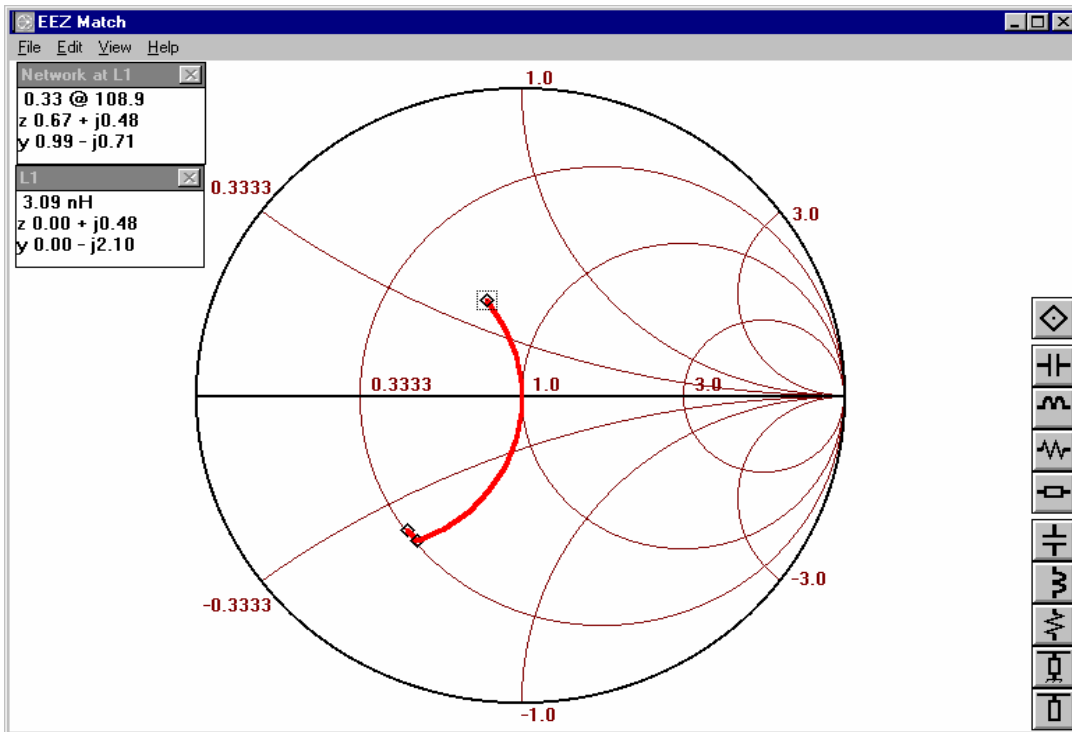 EEZ Match
File Edit View Help
Network at L1
0.33 @ 108.9
z 0.67 + j0.48
y 0.99 - j0.71
L1
3.09 nH
z 0.00 + j0.48
y 0.00 - j2.10
1.0
0.3333
3.0
0.3333 1.0 3.0
-0.3333
-3.0
-1.0